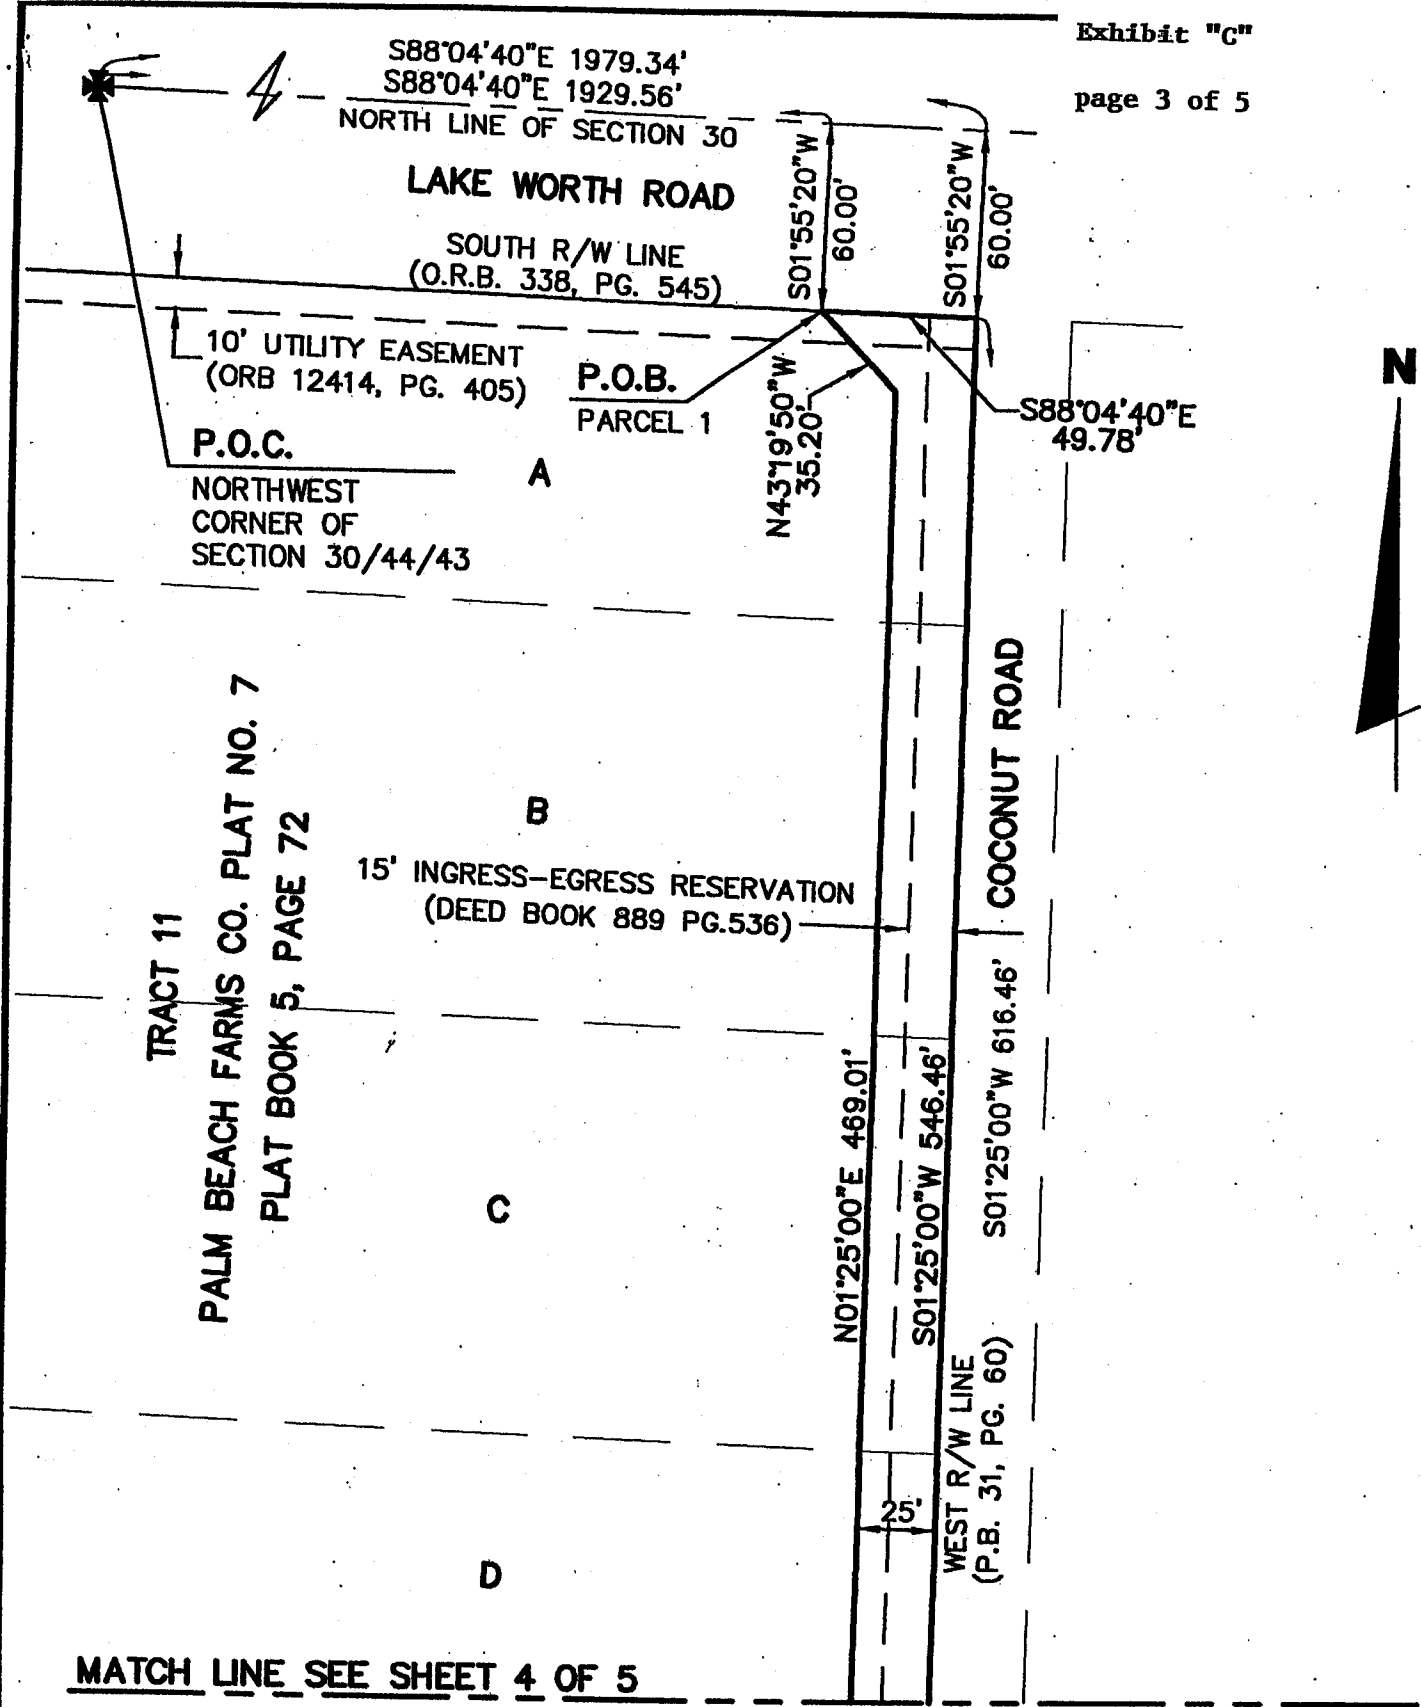 Exhibit "C"
page 3 of 5
S88°04'40"E 1979.34'
S88°04'40"E 1929.56'
NORTH LINE OF SECTION 30
LAKE WORTH ROAD
S01°55'20"W
60.00'
S01°55'20"W
60.00'
SOUTH R/W LINE
(O.R.B. 338, PG. 545)
10' UTILITY EASEMENT
(ORB 12414, PG. 405)
P.O.B.
PARCEL 1
N43°19'50"W
35.20'
S88°04'40"E
49.78'
N
P.O.C.
NORTHWEST
CORNER OF
SECTION 30/44/43
A
TRACT 11
PALM BEACH FARMS CO. PLAT NO. 7
PLAT BOOK 5, PAGE 72
B
15' INGRESS-EGRESS RESERVATION
(DEED BOOK 889 PG.536)
COCONUT ROAD
C
N01°25'00"E 469.01'
S01°25'00"W 546.46'
S01°25'00"W 616.46'
WEST R/W LINE
(P.B. 31, PG. 60)
25'
D
MATCH LINE SEE SHEET 4 OF 5